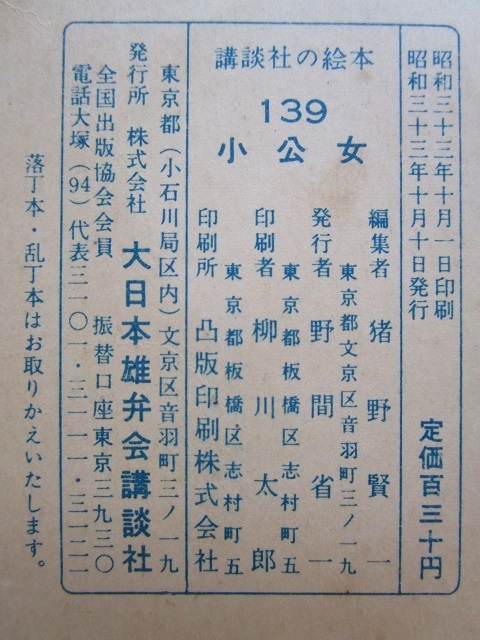 昭和三十三年十月一日印刷
昭和三十三年十月十日発行
定価百三十円
講談社の絵本
139
小公女
編集者 猪野賢一
東京都文京区音羽町三ノ一九
発行者 野間省一
東京都板橋区志村町五
印刷者 柳川太郎
東京都板橋区志村町五
印刷所 凸版印刷株式会社
東京都(小石川局区内)文京区音羽町三ノ一九
発行所 株式会社 大日本雄弁会講談社
全国出版協会会員 振替口座東京三九三〇
電話大塚(94)代表三一〇一・三一一一・三一二一
落丁本・乱丁本はお取りかえいたします。